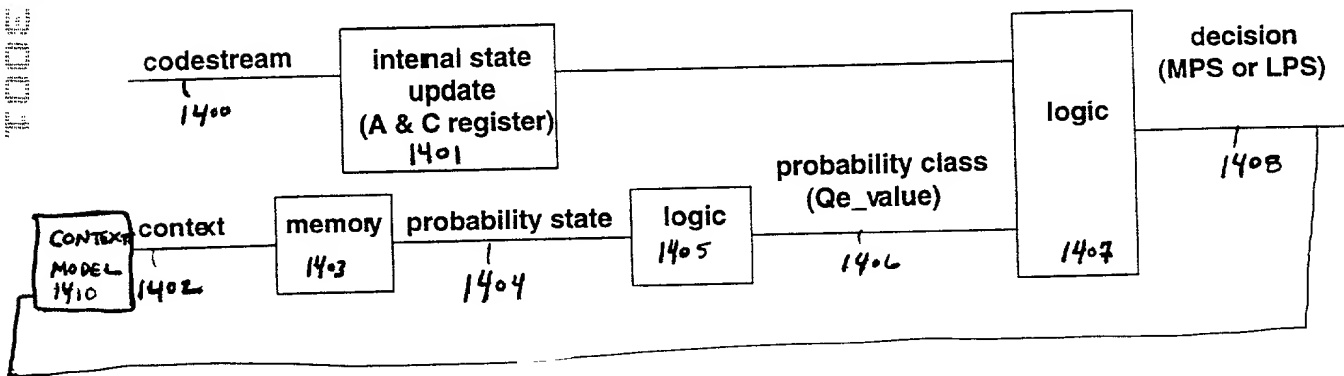 codestream
1400
internal state
update
(A & C register)
1401
logic
1407
decision
(MPS or LPS)
1408
CONTEXT
MODEL
1410
context
1402
memory
1403
probability state
1404
logic
1405
probability class
(Qe_value)
1406